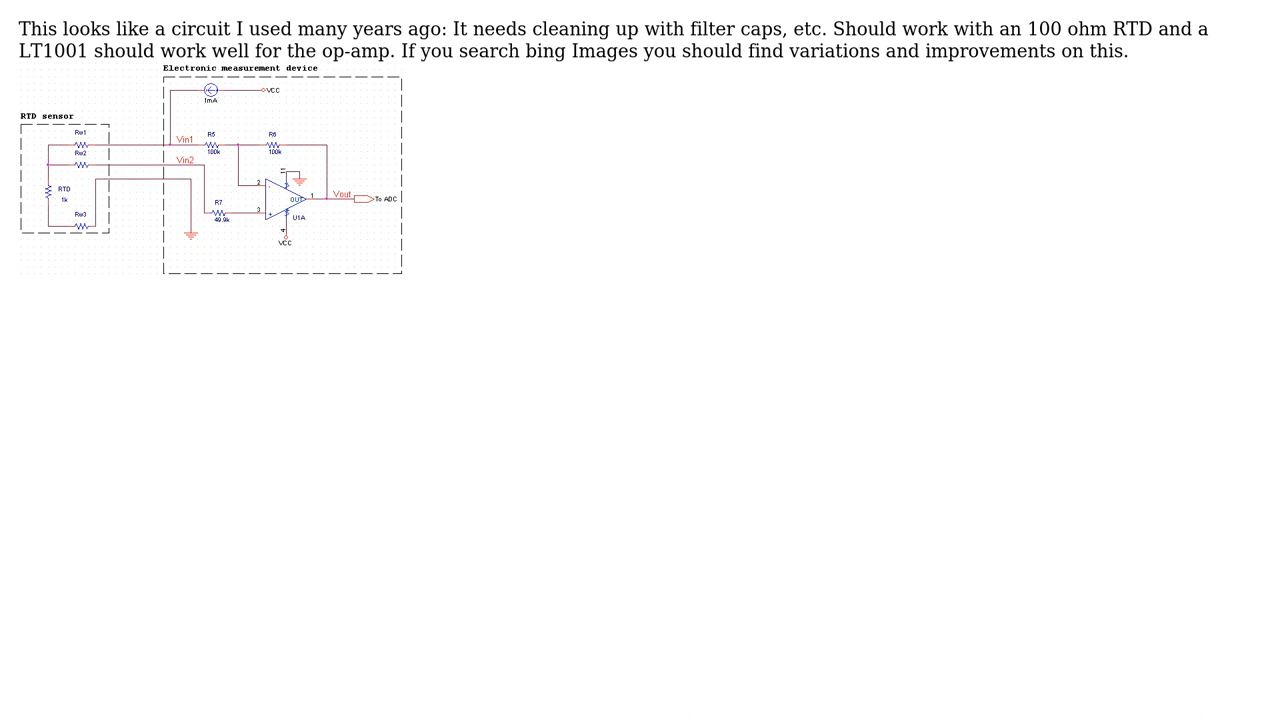 This looks like a circuit I used many years ago: It needs cleaning up with filter caps, etc. Should work with an 100 ohm RTD and a
LT1001 should work well for the op-amp. If you search bing Images you should find variations and improvements on this.
Electronic measurement device
VCC
1mA
RTD sensor
Rw1
Vin1
R5
100k
R6
100k
Rw2
Vin2
11
2
-
RTD
1k
OUT
1
Vout
To ADC
R7
49.9k
3
+
U1A
Rw3
4
VCC